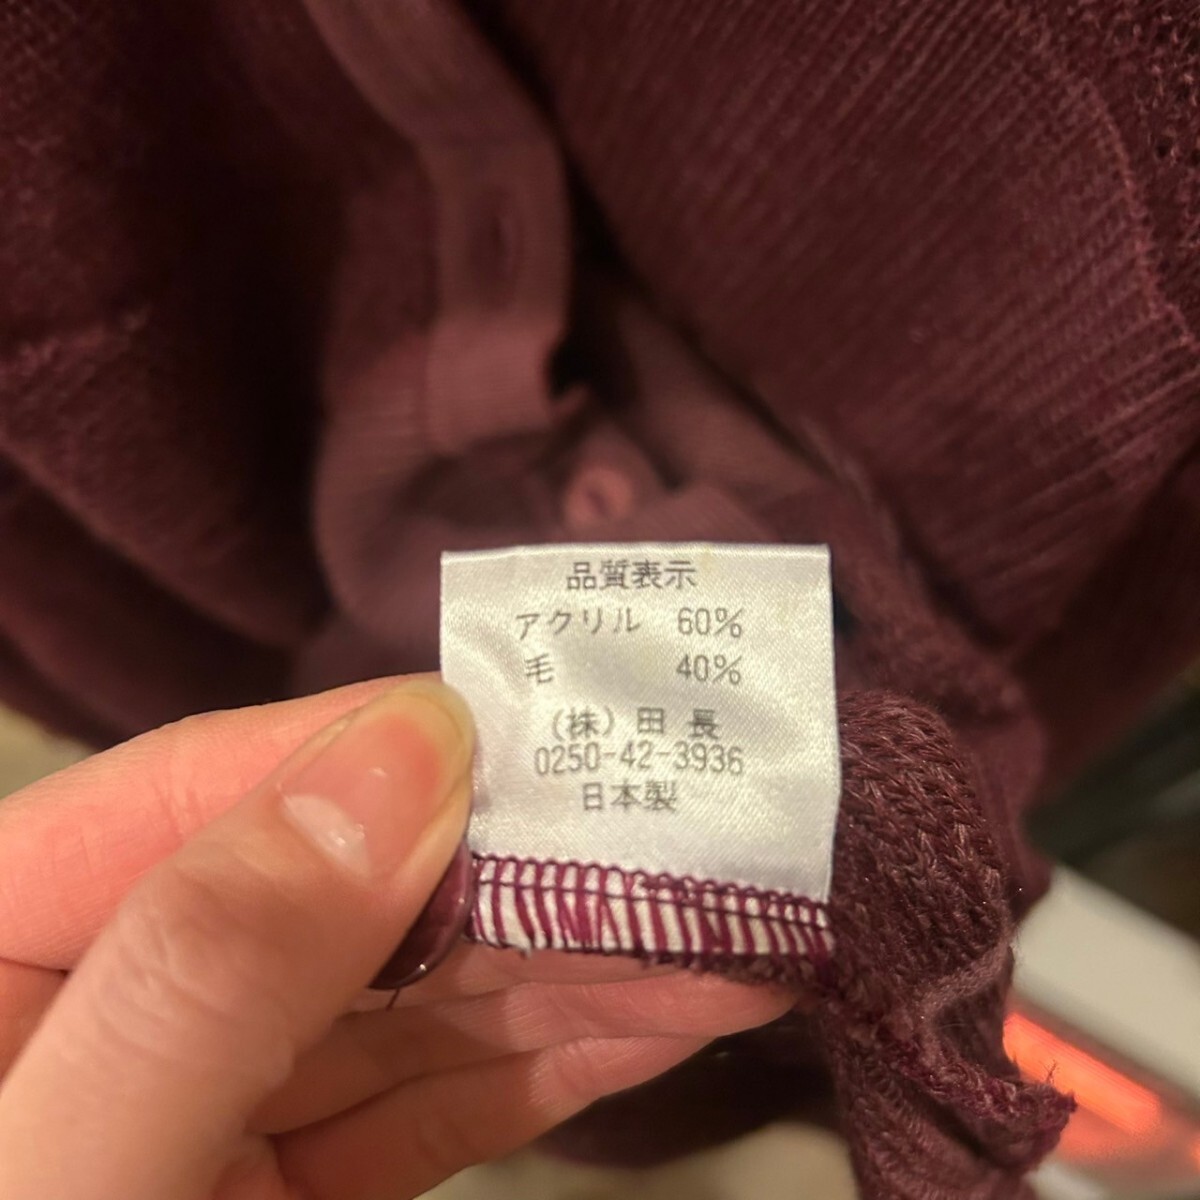 品質表示
アクリル 60%
毛 40%
(株)田長
0250-42-3936
日本製